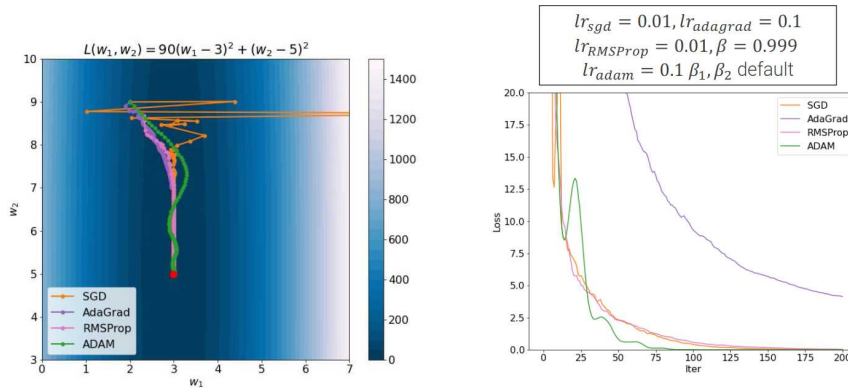 L(w₁, w₂) = 90(w₁−3)² + (w₂−5)²
10
9
8
7
6
5
4
3
w₂
0 1 2 3 4 5 6 7
w₁
SGD
AdaGrad
RMSProp
ADAM
1400
1200
1000
800
600
400
200
0
lr_sgd = 0.01, lr_adagrad = 0.1
lr_RMSProp = 0.01, β = 0.999
lr_adam = 0.1 β₁, β₂ default
20.0
17.5
15.0
12.5
10.0
7.5
5.0
2.5
0.0
Loss
0 25 50 75 100 125 150 175 200
Iter
SGD
AdaGrad
RMSProp
ADAM